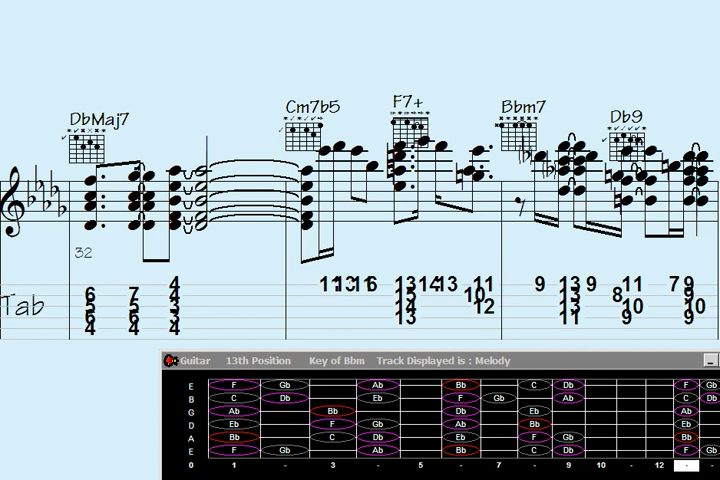 DbMaj7 Cm7b5 F7+ Bbm7 Db9
32
4 11 13 11 6 13 14 13 11 9 13 9 11 7 9
6 7 4 15 10 13 8 9
5 5 3 14 12 13 10 10
6 6 3 13 11 9 9
4 4 4
Tab
Guitar 13th Position Key of Bbm Track Displayed is : Melody
E F Gb Ab Bb C Db F Gb
B C Db Eb F Gb Ab C Db
G Ab Bb Db Eb Ab
D Eb F Gb Ab Bb Eb
A Bb C Db Eb F Gb Bb
E F Gb Ab Bb C Db F Gb
0 1 - 3 - 5 - 7 - 9 10 - 12 - -